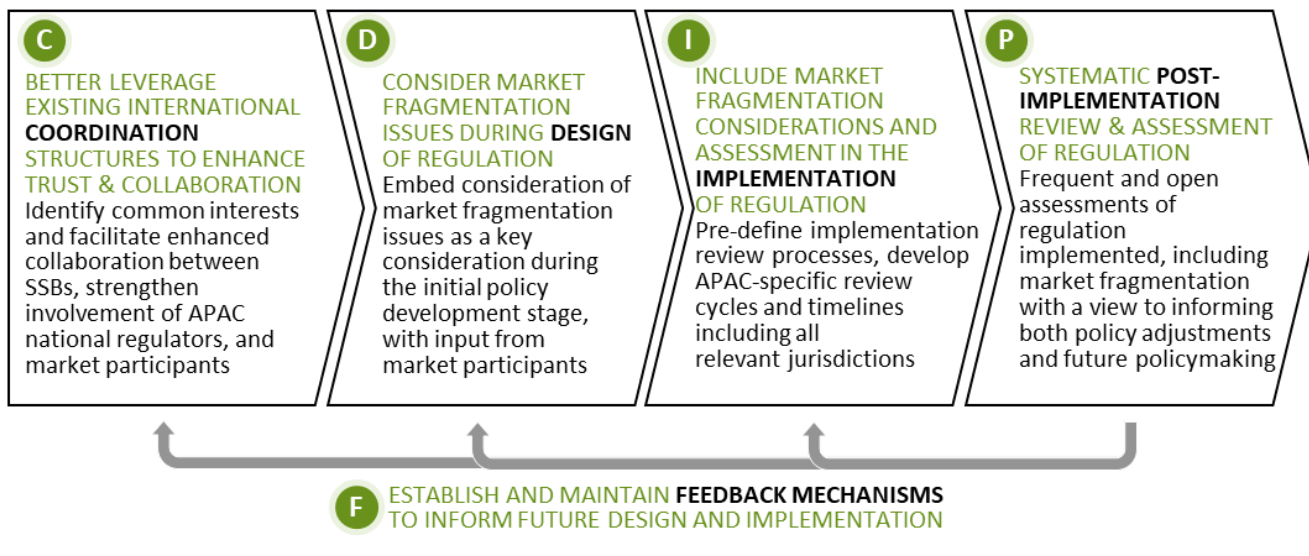 C
BETTER LEVERAGE
EXISTING INTERNATIONAL
COORDINATION
STRUCTURES TO ENHANCE
TRUST & COLLABORATION
Identify common interests
and facilitate enhanced
collaboration between
SSBs, strengthen
involvement of APAC
national regulators, and
market participants
D
CONSIDER MARKET
FRAGMENTATION
ISSUES DURING DESIGN
OF REGULATION
Embed consideration of
market fragmentation
issues as a key
consideration during
the initial policy
development stage,
with input from
market participants
I
INCLUDE MARKET
FRAGMENTATION
CONSIDERATIONS AND
ASSESSMENT IN THE
IMPLEMENTATION
OF REGULATION
Pre-define implementation
review processes, develop
APAC-specific review
cycles and timelines
including all
relevant jurisdictions
P
SYSTEMATIC POST-
IMPLEMENTATION
REVIEW & ASSESSMENT
OF REGULATION
Frequent and open
assessments of
regulation
implemented, including
market fragmentation
with a view to informing
both policy adjustments
and future policymaking
F
ESTABLISH AND MAINTAIN FEEDBACK MECHANISMS
TO INFORM FUTURE DESIGN AND IMPLEMENTATION